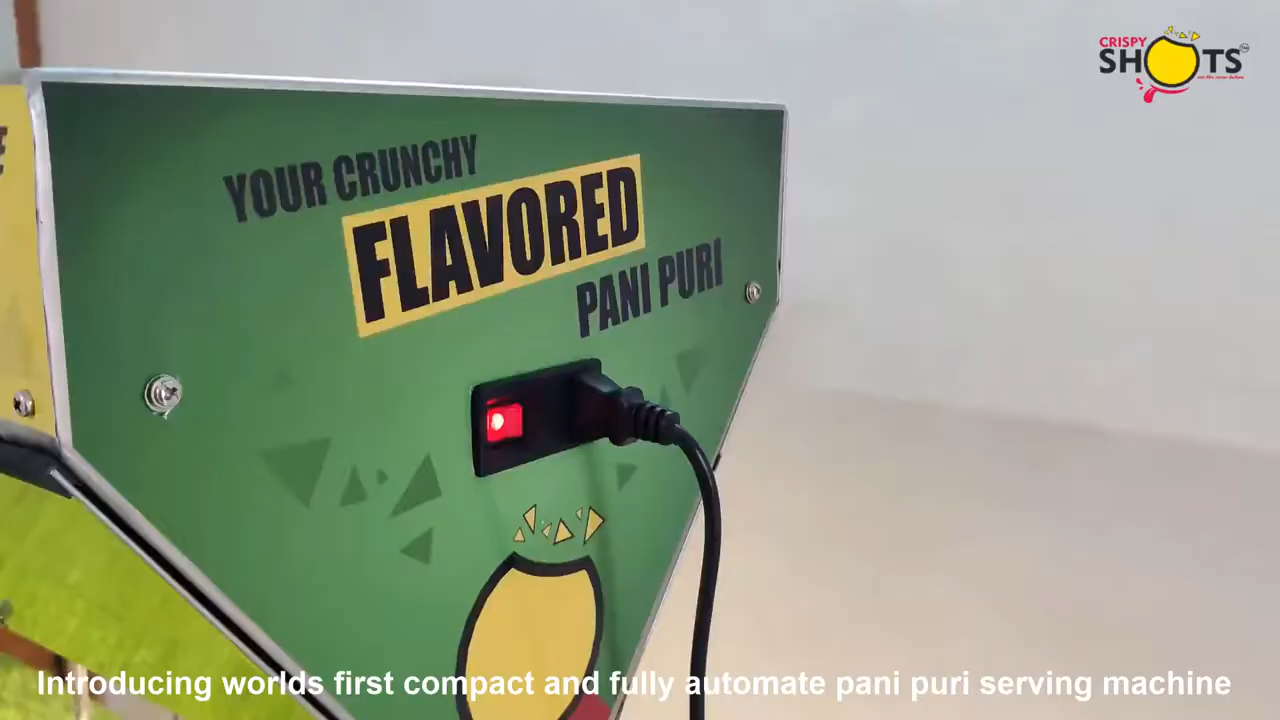 CRISPY
SHOTS
YOUR CRUNCHY
FLAVORED
PANI PURI
Introducing worlds first compact and fully automate pani puri serving machine